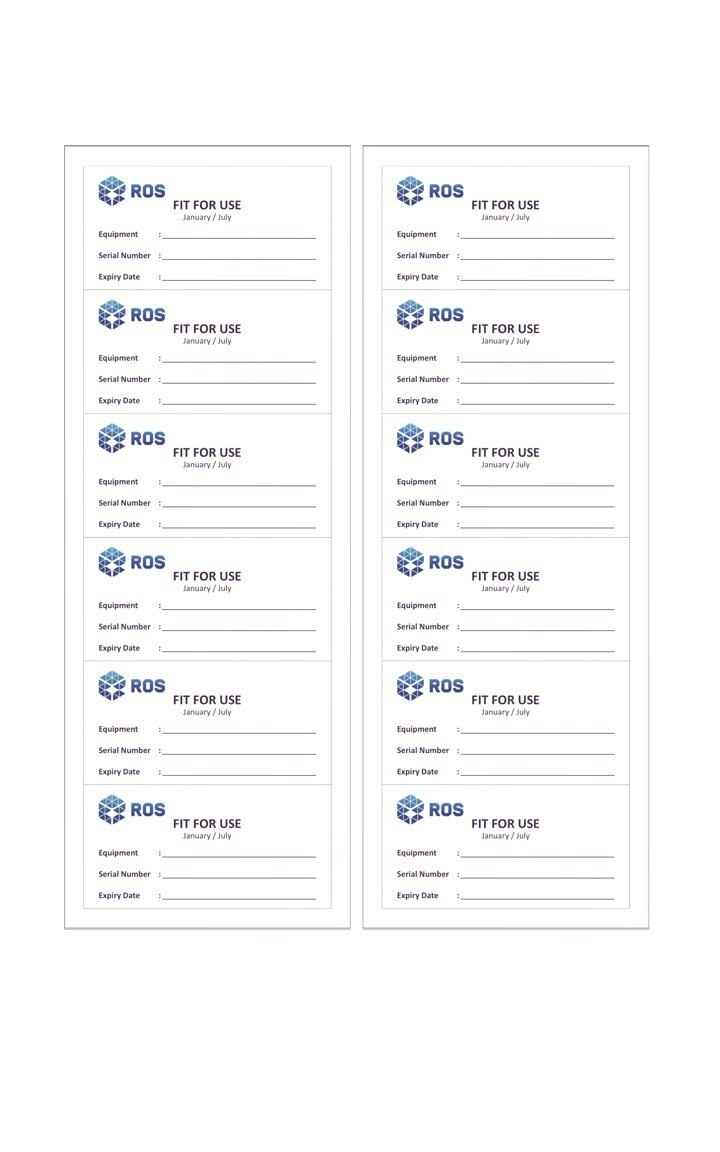 ROS
FIT FOR USE
January / July
Equipment :
Serial Number :
Expiry Date :
ROS
FIT FOR USE
January / July
Equipment :
Serial Number :
Expiry Date :
ROS
FIT FOR USE
January / July
Equipment :
Serial Number :
Expiry Date :
ROS
FIT FOR USE
January / July
Equipment :
Serial Number :
Expiry Date :
ROS
FIT FOR USE
January / July
Equipment :
Serial Number :
Expiry Date :
ROS
FIT FOR USE
January / July
Equipment :
Serial Number :
Expiry Date :
ROS
FIT FOR USE
January / July
Equipment :
Serial Number :
Expiry Date :
ROS
FIT FOR USE
January / July
Equipment :
Serial Number :
Expiry Date :
ROS
FIT FOR USE
January / July
Equipment :
Serial Number :
Expiry Date :
ROS
FIT FOR USE
January / July
Equipment :
Serial Number :
Expiry Date :
ROS
FIT FOR USE
January / July
Equipment :
Serial Number :
Expiry Date :
ROS
FIT FOR USE
January / July
Equipment :
Serial Number :
Expiry Date :